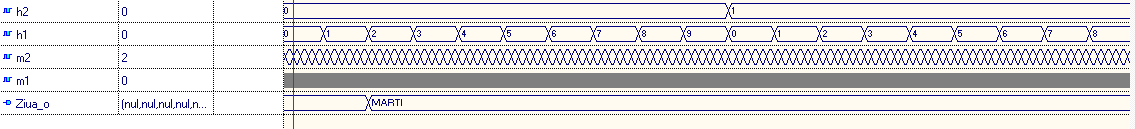 h2 0 0 1
h1 0 0 1 2 3 4 5 6 7 8 9 0 1 2 3 4 5 6 7 8
m2 2
m1 0
Ziua_o (nul,nul,nul,nul,n... MARTI